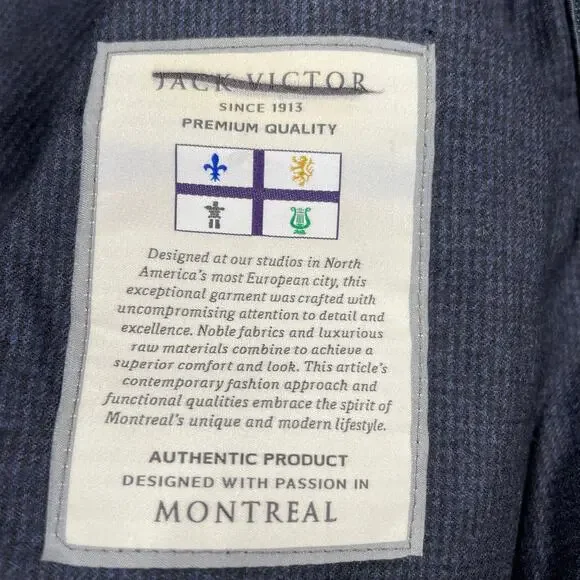 JACK VICTOR
SINCE 1913
PREMIUM QUALITY
Designed at our studios in North
America's most European city, this
exceptional garment was crafted with
uncompromising attention to detail and
excellence. Noble fabrics and luxurious
raw materials combine to achieve a
superior comfort and look. This article's
contemporary fashion approach and
functional qualities embrace the spirit of
Montreal's unique and modern lifestyle.
AUTHENTIC PRODUCT
DESIGNED WITH PASSION IN
MONTREAL